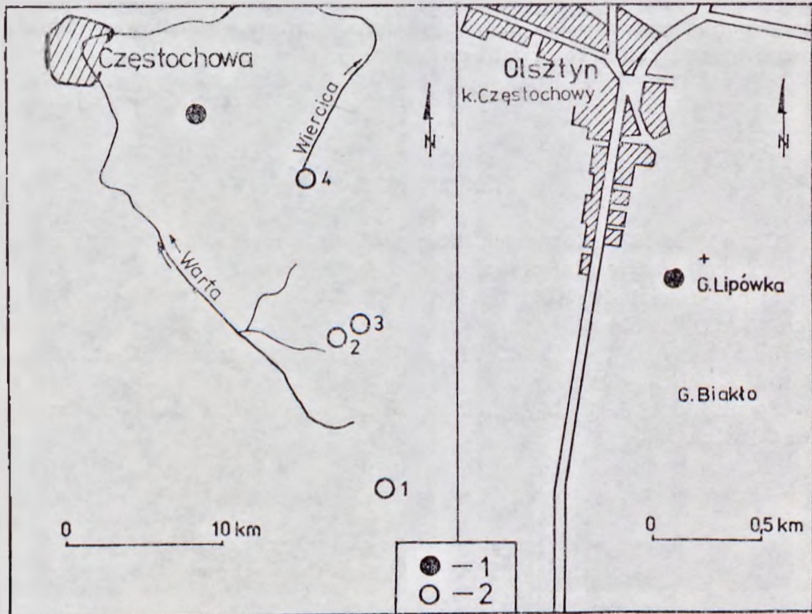 Częstochowa
Wiercica
N
4
Warta
3
2
1
0 10 km
Olsztyn
k.Częstochowy
N
+
G.Lipówka
G.Biakło
0 0,5 km
— 1
— 2